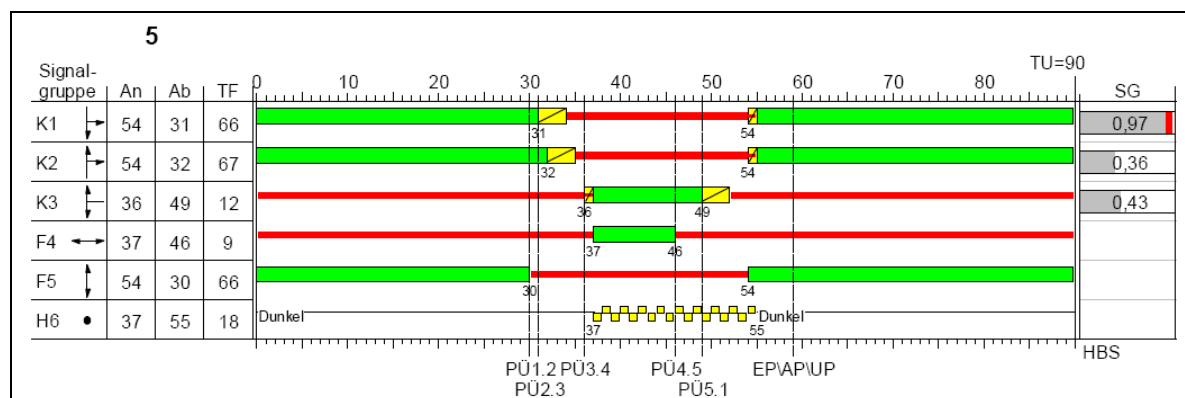 5
TU=90
Signal-
gruppe An Ab TF 0 10 20 30 40 50 60 70 80 SG
K1 54 31 66 31 54 0,97
K2 54 32 67 32 54 0,36
K3 36 49 12 36 49 0,43
F4 37 46 9 37 46
F5 54 30 66 30 54
H6 37 55 18 Dunkel 37 55 Dunkel
HBS
PÜ1.2 PÜ3.4 PÜ4.5 EP\AP\UP
PÜ2.3 PÜ5.1